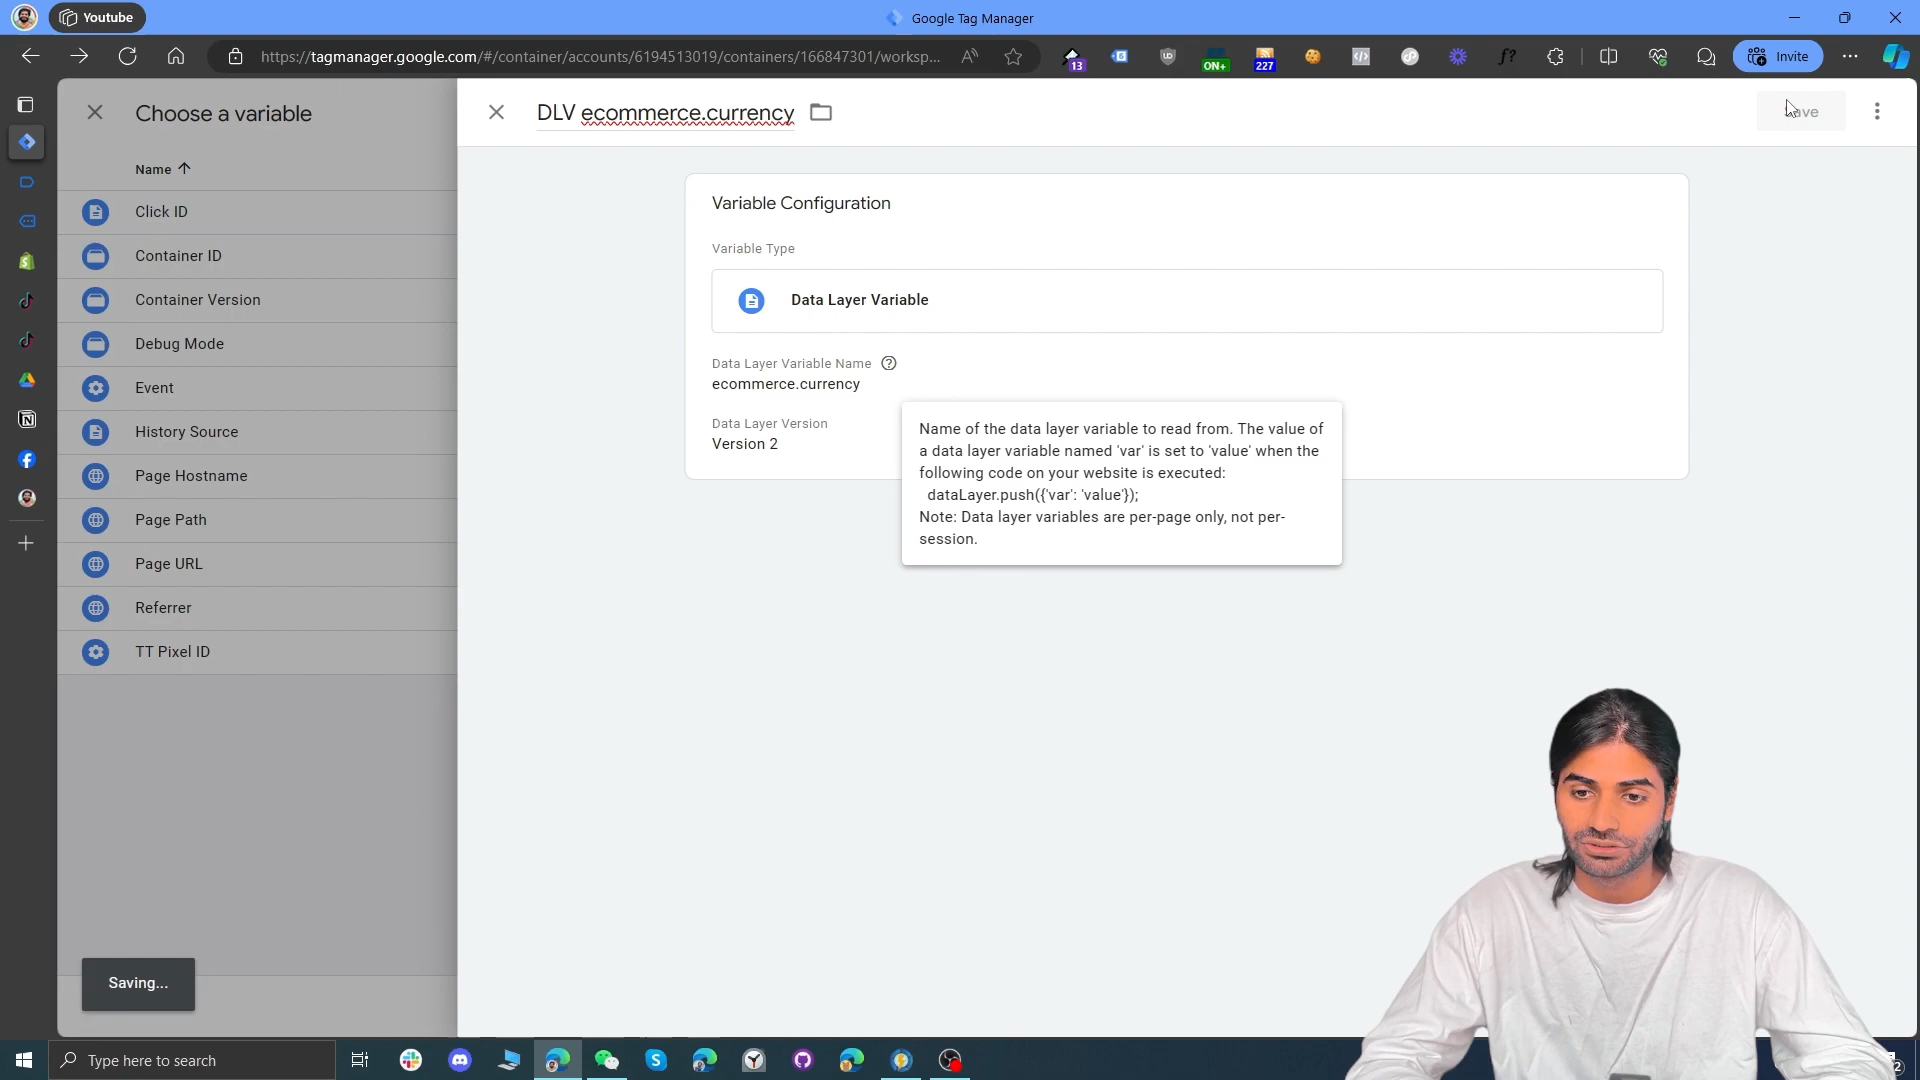 Youtube
Google Tag Manager
https://tagmanager.google.com/#/container/accounts/6194513019/containers/166847301/worksp...
A
13
G
UD
ON+
227
f?
Invite
Choose a variable
DLV ecommerce.currency
Name
Click ID
Container ID
Container Version
Debug Mode
Event
History Source
Page Hostname
Page Path
Page URL
Referrer
TT Pixel ID
Variable Configuration
Variable Type
Data Layer Variable
Data Layer Variable Name
ecommerce.currency
Data Layer Version
Version 2
Name of the data layer variable to read from. The value of
a data layer variable named 'var' is set to 'value' when the
following code on your website is executed:
dataLayer.push({'var': 'value'});
Note: Data layer variables are per-page only, not per-
session.
Saving...
Type here to search